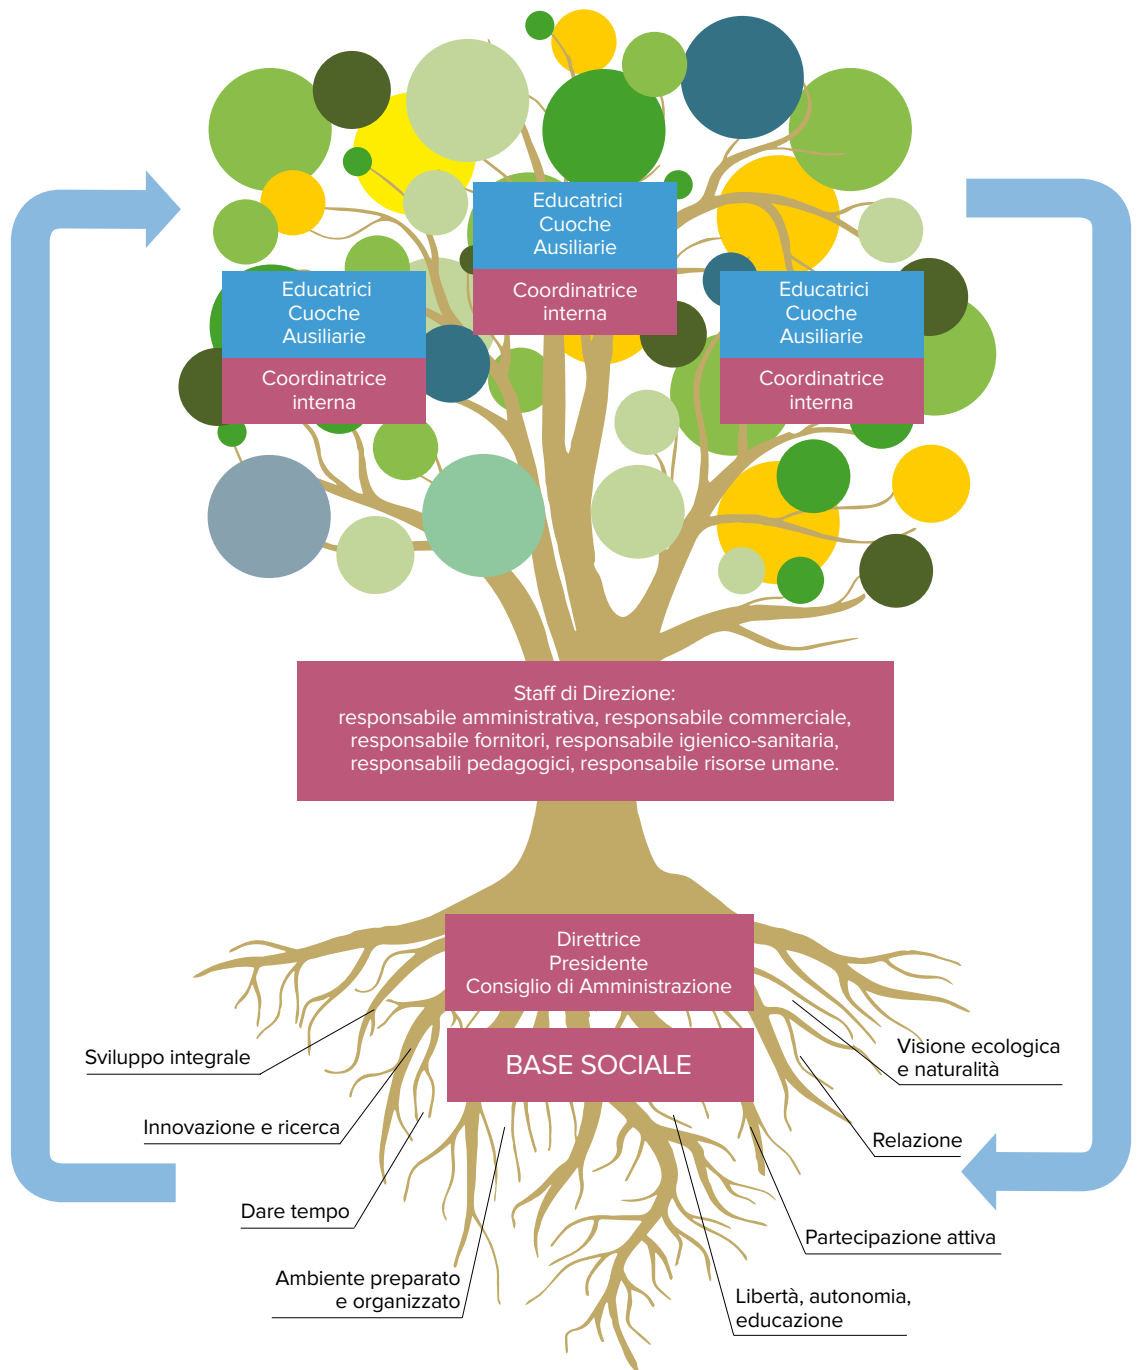 Educatrici
Cuoche
Ausiliarie
Coordinatrice
interna
Educatrici
Cuoche
Ausiliarie
Coordinatrice
interna
Educatrici
Cuoche
Ausiliarie
Coordinatrice
interna
Staff di Direzione:
responsabile amministrativa, responsabile commerciale,
responsabile fornitori, responsabile igienico-sanitaria,
responsabili pedagogici, responsabile risorse umane.
Direttrice
Presidente
Consiglio di Amministrazione
BASE SOCIALE
Sviluppo integrale
Innovazione e ricerca
Dare tempo
Ambiente preparato
e organizzato
Visione ecologica
e naturalità
Relazione
Partecipazione attiva
Libertà, autonomia,
educazione